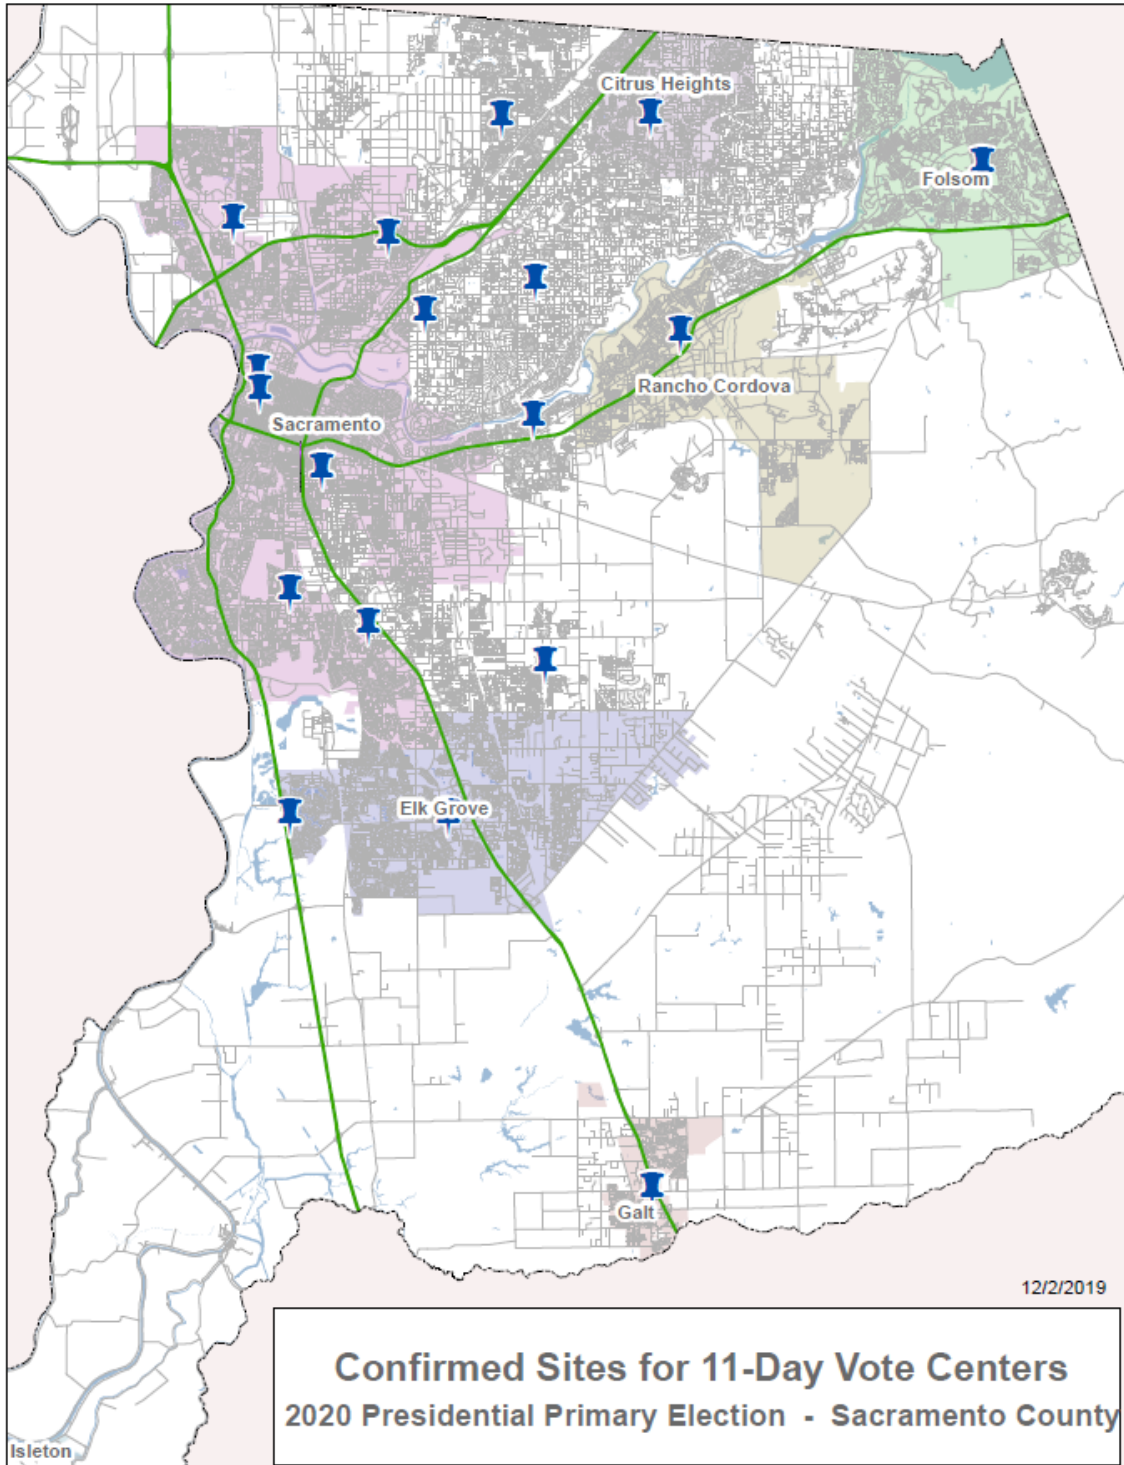 Citrus Heights
Folsom
Rancho Cordova
Sacramento
Elk Grove
Galt
12/2/2019
Confirmed Sites for 11-Day Vote Centers
2020 Presidential Primary Election - Sacramento County
Isleton